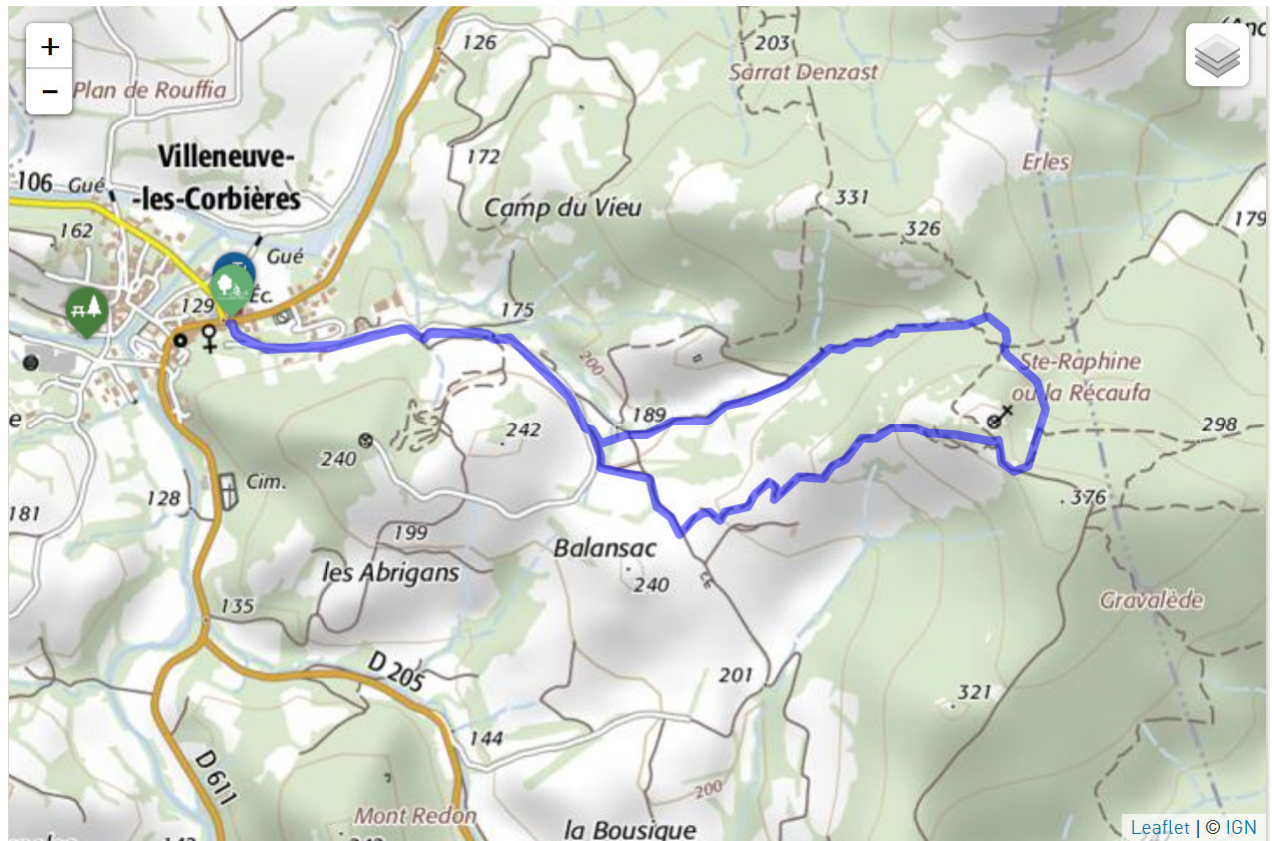 +
−
126
203
(Anc
Plan de Rouffia
Sarrat Denzast
Villeneuve-
-les-Corbières
172
Erles
106
Gué
331
Camp du Vieu
179
162
326
Gué
Éc.
129
175
200
Ste-Raphine
ou la Récaufa
189
e
242
298
240
Cim.
128
376
181
199
Balansac
les Abrigans
240
135
Gravalède
D 205
201
321
144
D 611
200
Mont Redon
la Bousigue
Leaflet | © IGN